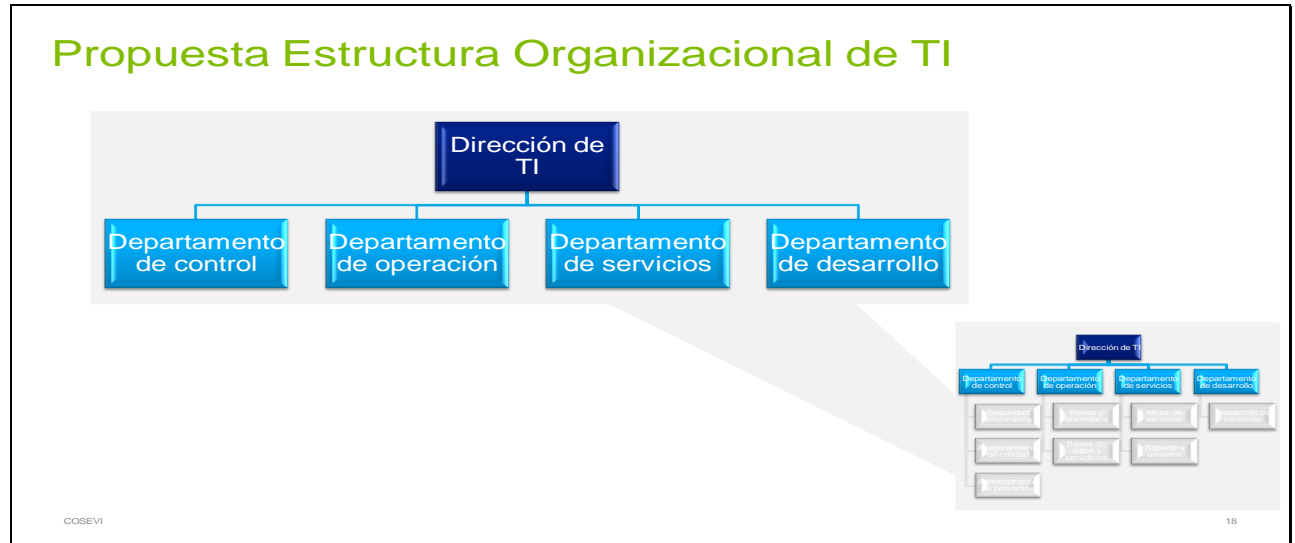 Propuesta Estructura Organizacional de TI
Dirección de
TI
Departamento
de control
Departamento
de operación
Departamento
de servicios
Departamento
de desarrollo
Dirección de TI
Departamento
de control
Departamento
de operación
Departamento
de servicios
Departamento
de desarrollo
Seguridad
informática
Redes y
telemática
Mesa de
servicios
Desarrollo de
sistemas
Aseguramiento
de calidad
Bases de
datos y
servidores
Soporte a
usuarios
Administración
de proyectos
COSEVI
18